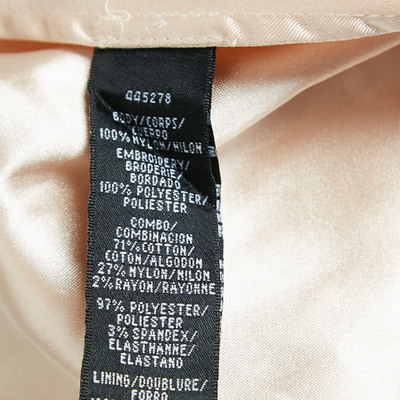 445278
BODY/CORPS/
CUERPO
100% NYLON/NILON
EMBROIDERY/
BRODERIE/
BORDADO
100% POLYESTER/
POLIESTER
COMBO/
COMBINACION
71% COTTON/
COTON/ALGODON
27% NYLON/NILON
2% RAYON/RAYONNE
97% POLYESTER/
POLIESTER
3% SPANDEX/
ELASTHANNE/
ELASTANO
LINING/DOUBLURE/
FORRO